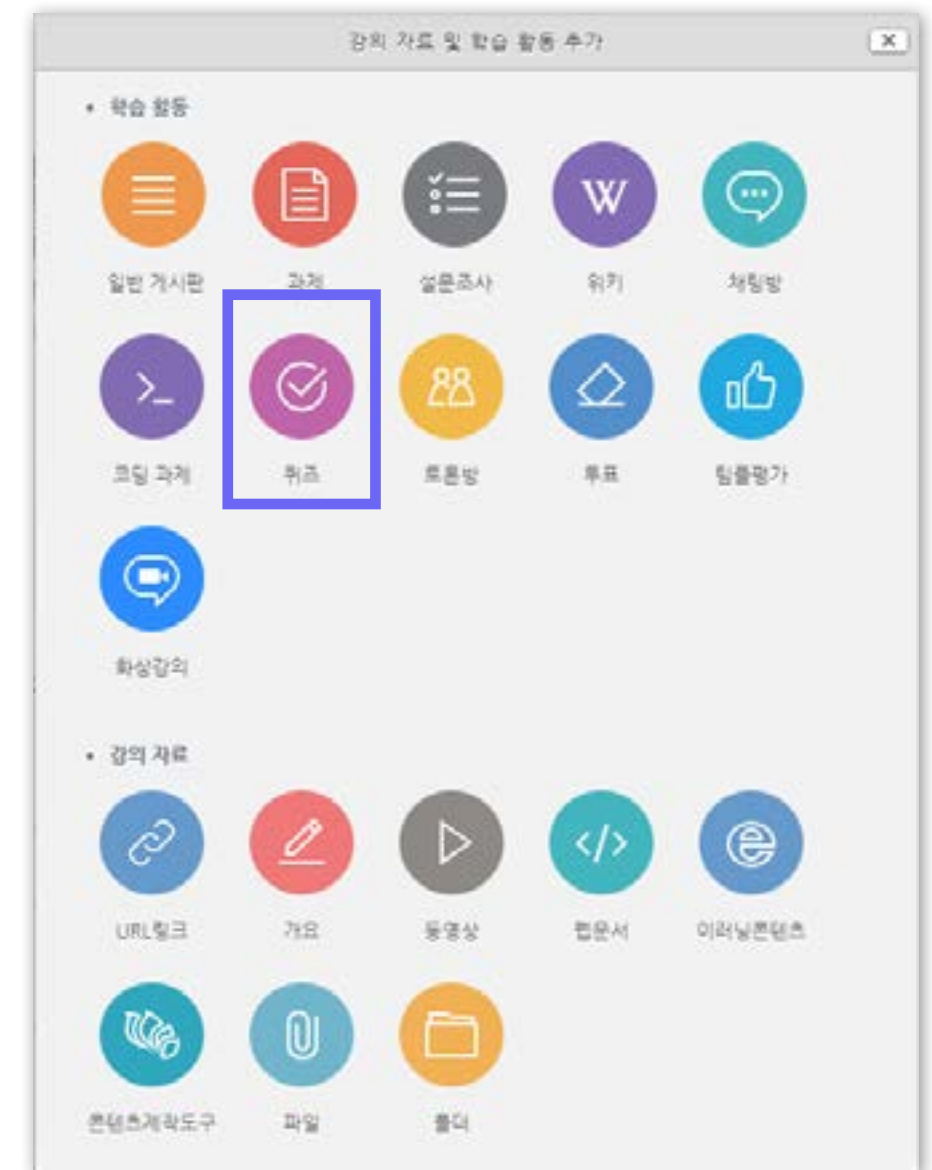 강의 자료 및 학습 활동 추가
x
• 학습 활동
W
일반 게시판 과제 설문조사 위키 채팅방
>_
코딩 과제 퀴즈 토론방 투표 팀플평가
화상강의
• 강의 자료
</> e
URL링크 개요 동영상 웹문서 이러닝콘텐츠
콘텐츠제작도구 파일 폴더